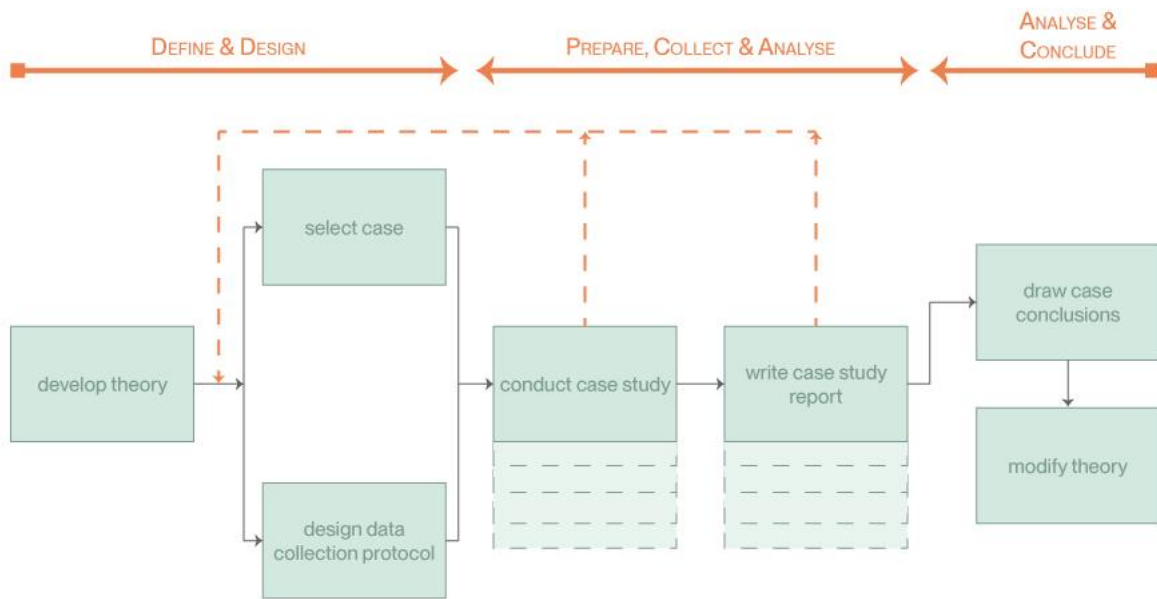 DEFINE & DESIGN
PREPARE, COLLECT & ANALYSE
ANALYSE &
CONCLUDE
select case
develop theory
design data
collection protocol
conduct case study
write case study
report
draw case
conclusions
modify theory